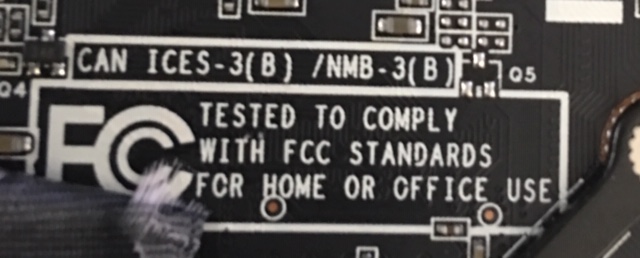 CAN ICES-3(B) /NMB-3(B)
Q5
Q4
FC
TESTED TO COMPLY
WITH FCC STANDARDS
FOR HOME OR OFFICE USE